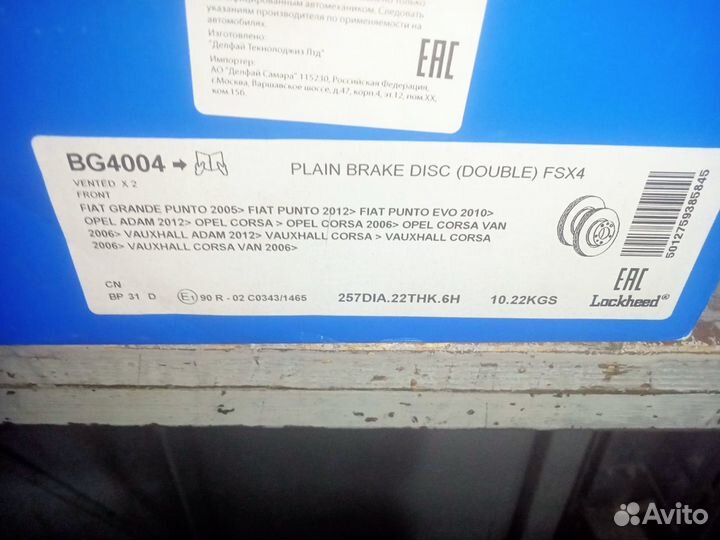 фицированным автомехаником. Следовать
указаниям производителя по применяемости на
автомобилях.
Изготовлено:
"Делфай Текнолоджиз Лтд"
Импортер:
АО "Делфай Самара" 115230, Российская Федерация,
г.Москва, Варшавское шоссе, д.47, корп.4, эт.12, пом.XX,
ком.156.
EAC
BG4004
PLAIN BRAKE DISC (DOUBLE) FSX4
VENTED X 2
FRONT
FIAT GRANDE PUNTO 2005> FIAT PUNTO 2012> FIAT PUNTO EVO 2010>
OPEL ADAM 2012> OPEL CORSA > OPEL CORSA 2006> OPEL CORSA VAN
2006> VAUXHALL ADAM 2012> VAUXHALL CORSA > VAUXHALL CORSA
2006> VAUXHALL CORSA VAN 2006>
5012759385845
CN
BP 31 D
E1 90 R - 02 C0343/1465
257DIA.22THK.6H
10.22KGS
EAC
Lockheed®
Avito